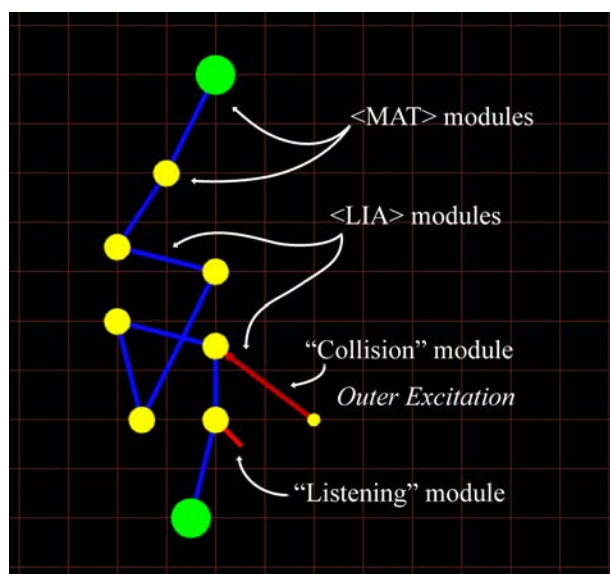 <MAT> modules
<LIA> modules
“Collision” module
Outer Excitation
“Listening” module